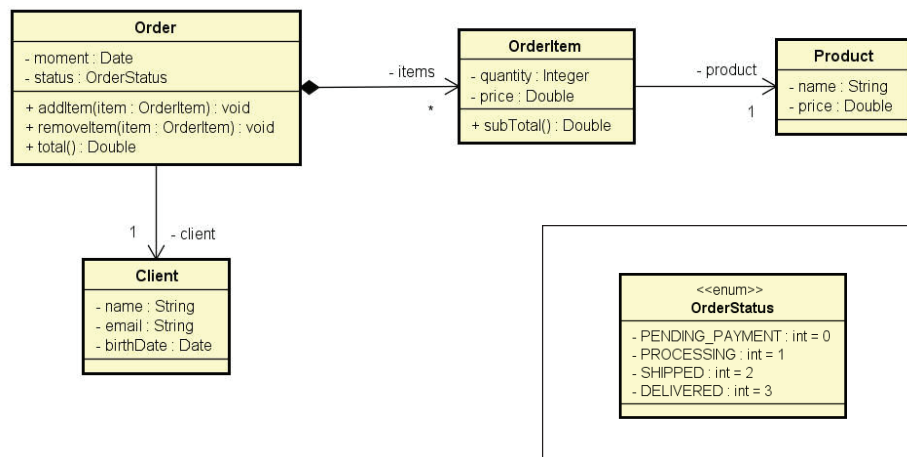 Order
- moment : Date
- status : OrderStatus
+ addItem(item : OrderItem) : void
+ removeItem(item : OrderItem) : void
+ total() : Double
- items
*
OrderItem
- quantity : Integer
- price : Double
+ subTotal() : Double
- product
1
Product
- name : String
- price : Double
1
- client
Client
- name : String
- email : String
- birthDate : Date
<<enum>>
OrderStatus
- PENDING_PAYMENT : int = 0
- PROCESSING : int = 1
- SHIPPED : int = 2
- DELIVERED : int = 3